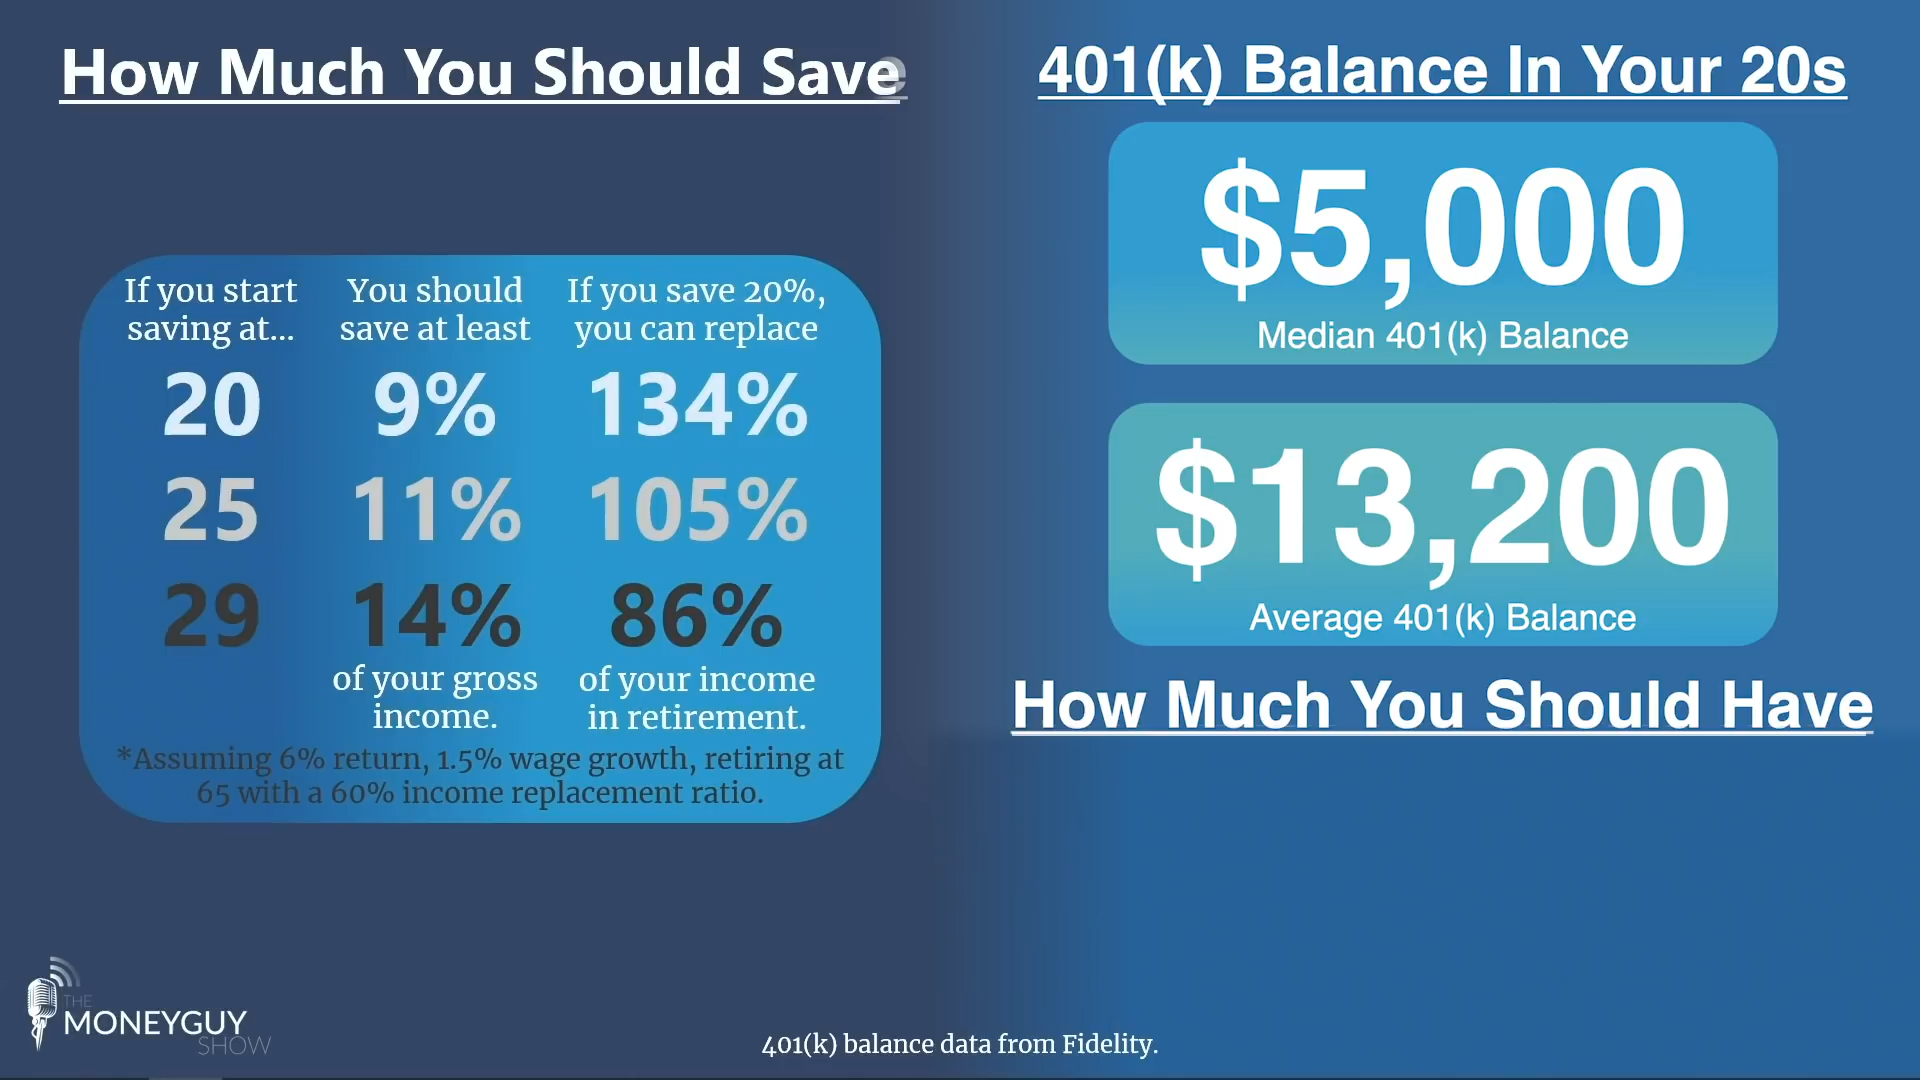 How Much You Should Save
If you start
saving at...
You should
save at least
If you save 20%,
you can replace
20 9% 134%
25 11% 105%
29 14% 86%
of your gross
income.
of your income
in retirement.
*Assuming 6% return, 1.5% wage growth, retiring at
65 with a 60% income replacement ratio.
401(k) Balance In Your 20s
$5,000
Median 401(k) Balance
$13,200
Average 401(k) Balance
How Much You Should Have
THE
MONEYGUY
SHOW
401(k) balance data from Fidelity.